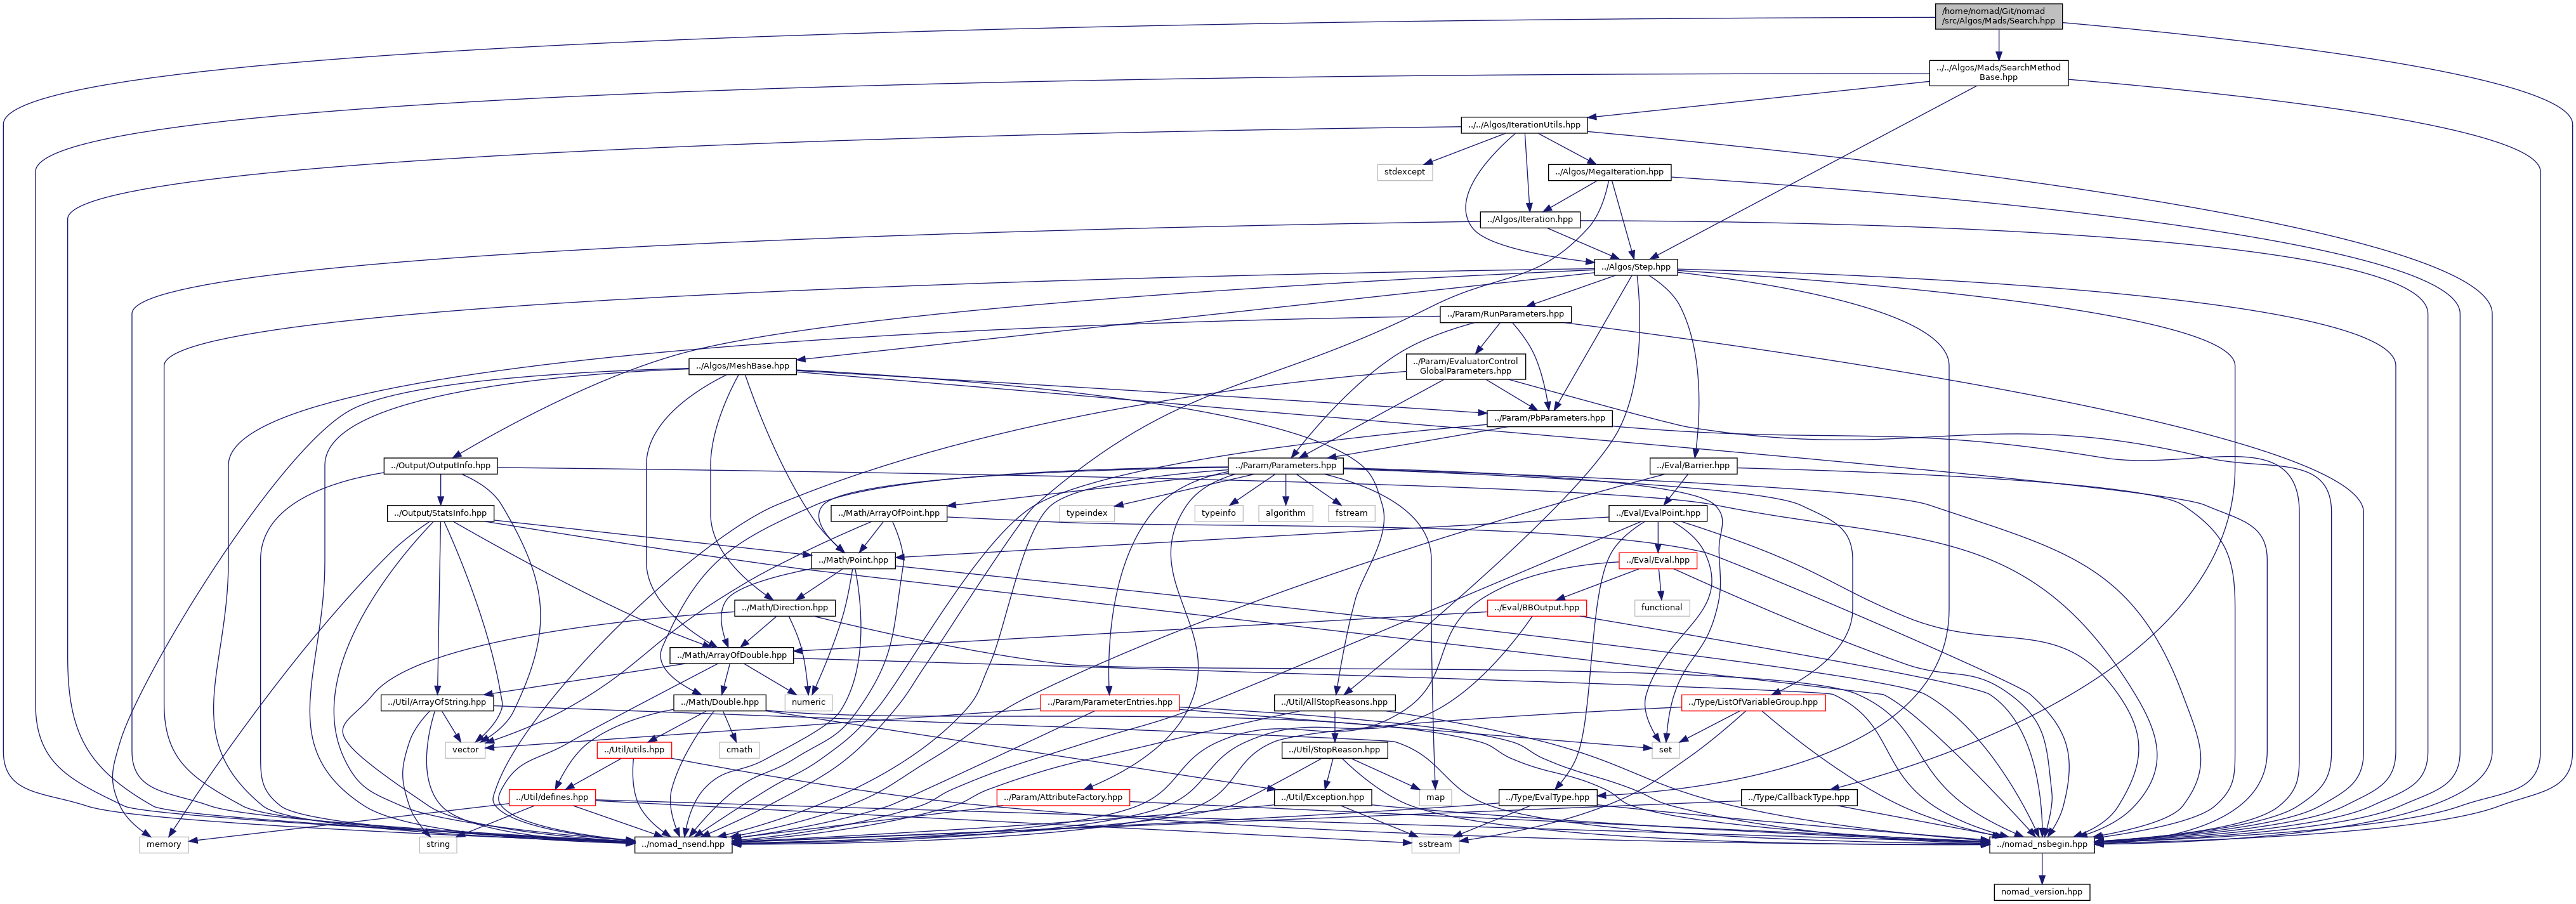 /home/nomad/Git/nomad
/src/Algos/Mads/Search.hpp
../../Algos/Mads/SearchMethod
Base.hpp
../../Algos/IterationUtils.hpp
stdexcept
../Algos/MegaIteration.hpp
../Algos/Iteration.hpp
../Algos/Step.hpp
../Param/RunParameters.hpp
../Algos/MeshBase.hpp
../Param/EvaluatorControl
GlobalParameters.hpp
../Param/PbParameters.hpp
../Output/OutputInfo.hpp
../Param/Parameters.hpp
../Eval/Barrier.hpp
../Output/StatsInfo.hpp
../Math/ArrayOfPoint.hpp
typeindex
typeinfo
algorithm
fstream
../Eval/EvalPoint.hpp
../Math/Point.hpp
../Eval/Eval.hpp
../Math/Direction.hpp
../Eval/BBOutput.hpp
functional
../Math/ArrayOfDouble.hpp
../Util/ArrayOfString.hpp
../Math/Double.hpp
numeric
../Param/ParameterEntries.hpp
../Util/AllStopReasons.hpp
../Type/ListOfVariableGroup.hpp
vector
../Util/utils.hpp
cmath
../Util/StopReason.hpp
set
../Util/defines.hpp
../Param/AttributeFactory.hpp
../Util/Exception.hpp
map
../Type/EvalType.hpp
../Type/CallbackType.hpp
memory
string
../nomad_nsend.hpp
sstream
../nomad_nsbegin.hpp
nomad_version.hpp